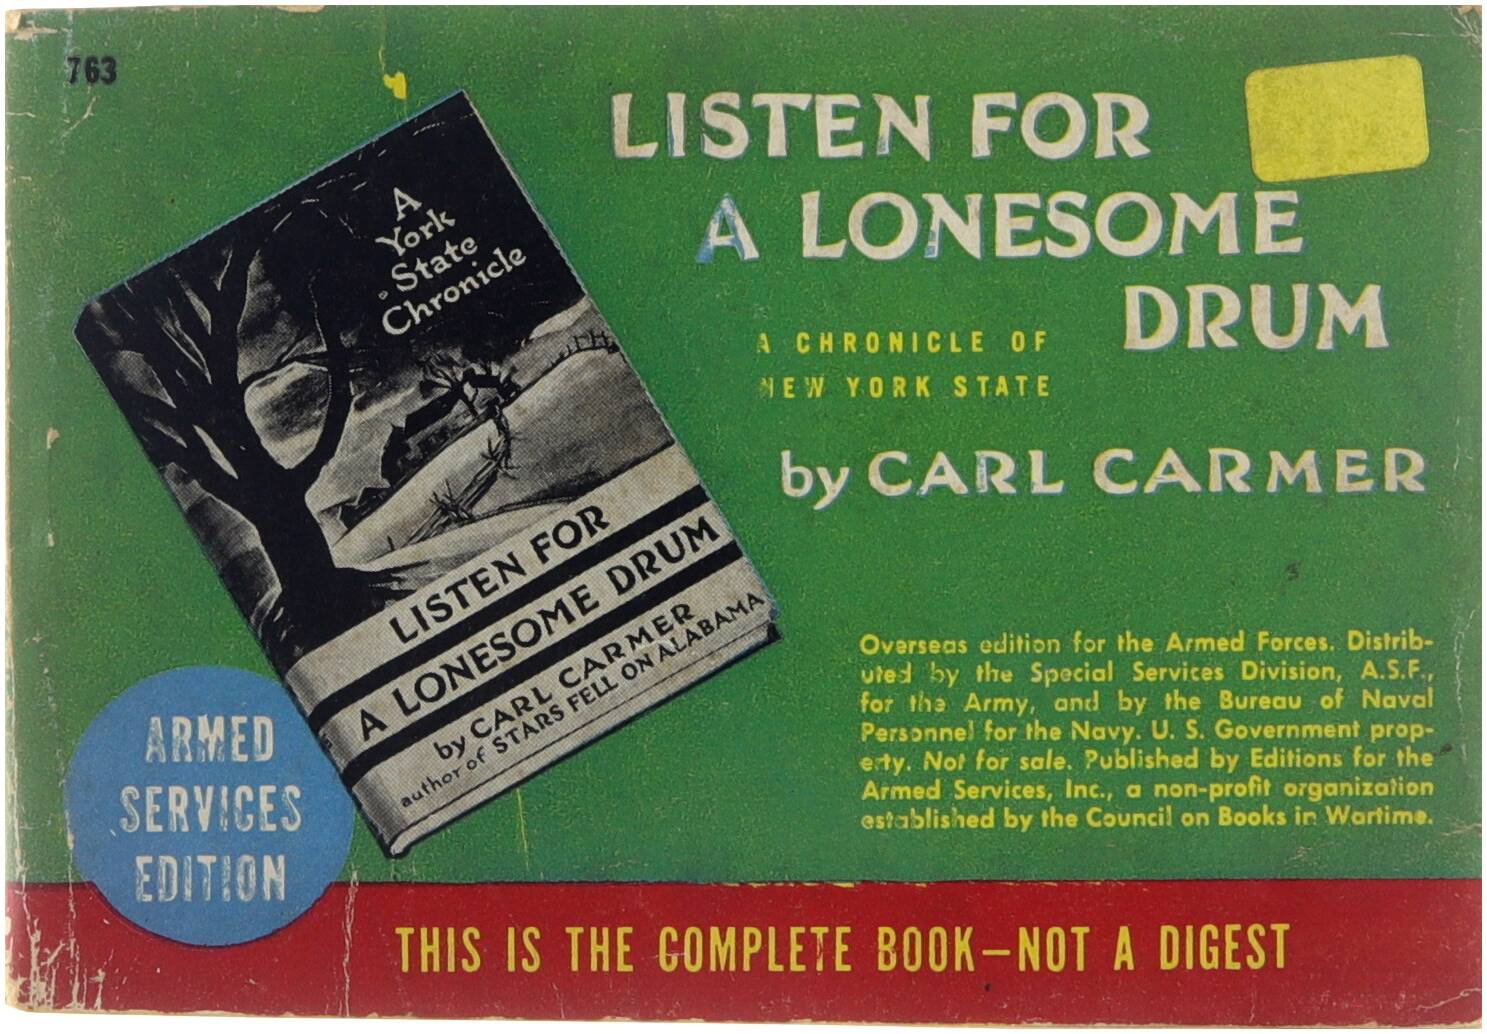 763
LISTEN FOR
A LONESOME
DRUM
A CHRONICLE OF
NEW YORK STATE
by CARL CARMER
A
York
State
Chronicle
LISTEN FOR
A LONESOME DRUM
by CARL CARMER
author of STARS FELL ON ALABAMA
Overseas edition for the Armed Forces. Distrib-
uted by the Special Services Division, A.S.F.,
for the Army, and by the Bureau of Naval
Personnel for the Navy. U. S. Government prop-
erty. Not for sale. Published by Editions for the
Armed Services, Inc., a non-profit organization
established by the Council on Books in Wartime.
ARMED
SERVICES
EDITION
THIS IS THE COMPLETE BOOK—NOT A DIGEST